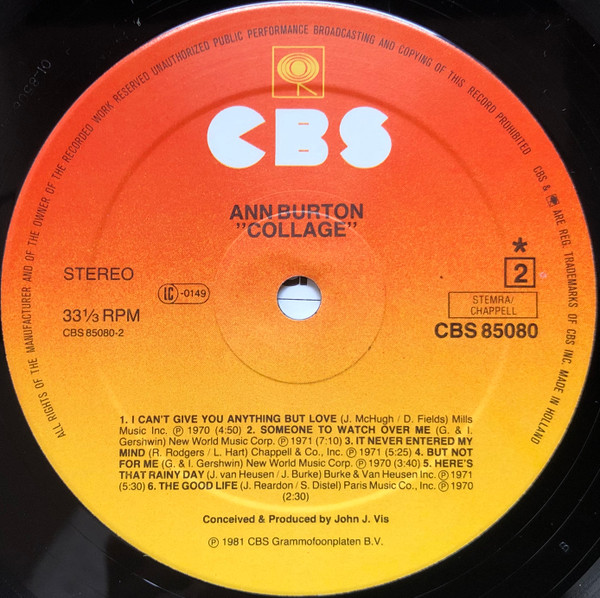 ALL RIGHTS OF THE MANUFACTURER AND OF THE OWNER OF THE RECORDED WORK RESERVED UNAUTHORIZED PUBLIC PERFORMANCE BROADCASTING AND COPYING OF THIS RECORD PROHIBITED
CBS & ARE REG. TRADEMARKS OF CBS INC. MADE IN HOLLAND
CBS
ANN BURTON
"COLLAGE"
STEREO
LC-0149
*
2
33⅓ RPM
CBS 85080-2
STEMRA/
CHAPPELL
CBS 85080
1. I CAN'T GIVE YOU ANYTHING BUT LOVE (J. McHugh / D. Fields) Mills
Music Inc. ℗ 1970 (4:50) 2. SOMEONE TO WATCH OVER ME (G. & I.
Gershwin) New World Music Corp. ℗ 1971 (7:10) 3. IT NEVER ENTERED MY
MIND (R. Rodgers / L. Hart) Chappell & Co., Inc. ℗ 1971 (5:25) 4. BUT NOT
FOR ME (G. & I. Gershwin) New World Music Corp. ℗ 1970 (3:40) 5. HERE'S
THAT RAINY DAY (J. van Heusen / J. Burke) Burke & Van Heusen Inc. ℗ 1971
(5:30) 6. THE GOOD LIFE (J. Reardon / S. Distel) Paris Music Co., Inc. ℗ 1970
(2:30)
Conceived & Produced by John J. Vis
℗ 1981 CBS Grammofoonplaten B.V.